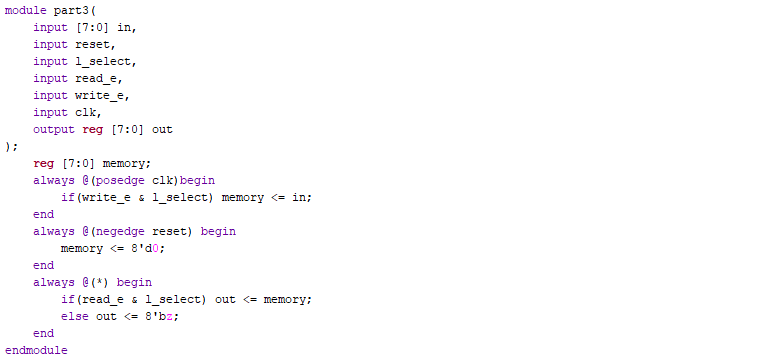 module part3(
    input [7:0] in,
    input reset,
    input l_select,
    input read_e,
    input write_e,
    input clk,
    output reg [7:0] out
);
    reg [7:0] memory;
    always @(posedge clk)begin
        if(write_e & l_select) memory <= in;
    end
    always @(negedge reset) begin
        memory <= 8'd0;
    end
    always @(*) begin
        if(read_e & l_select) out <= memory;
        else out <= 8'bz;
    end
endmodule